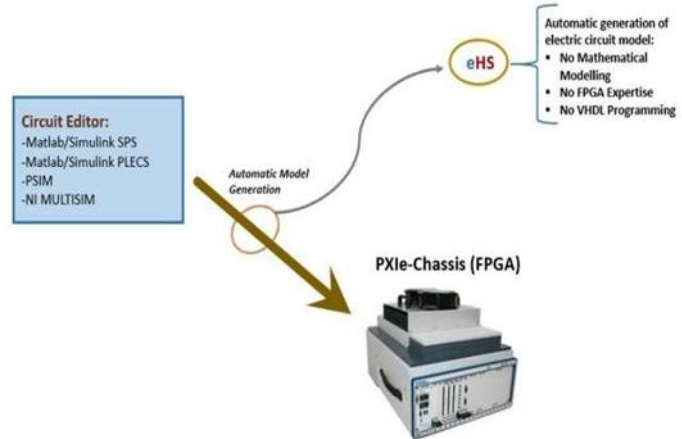 Circuit Editor:
-Matlab/Simulink SPS
-Matlab/Simulink PLECS
-PSIM
-NI MULTISIM
Automatic Model
Generation
eHS
Automatic generation of
electric circuit model:
• No Mathematical
Modelling
• No FPGA Expertise
• No VHDL Programming
PXIe-Chassis (FPGA)